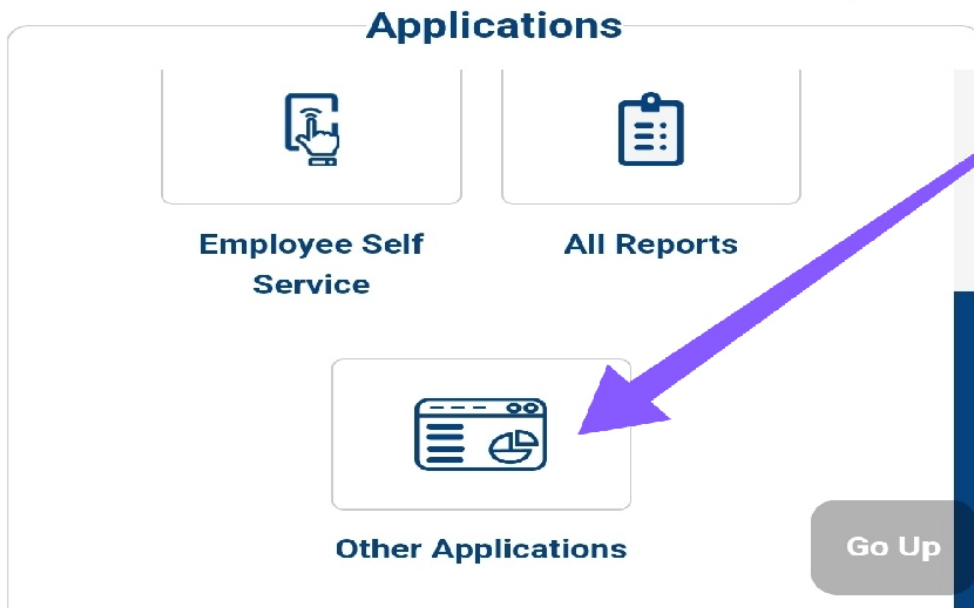 Applications
Employee Self
Service
All Reports
Other Applications
Go Up